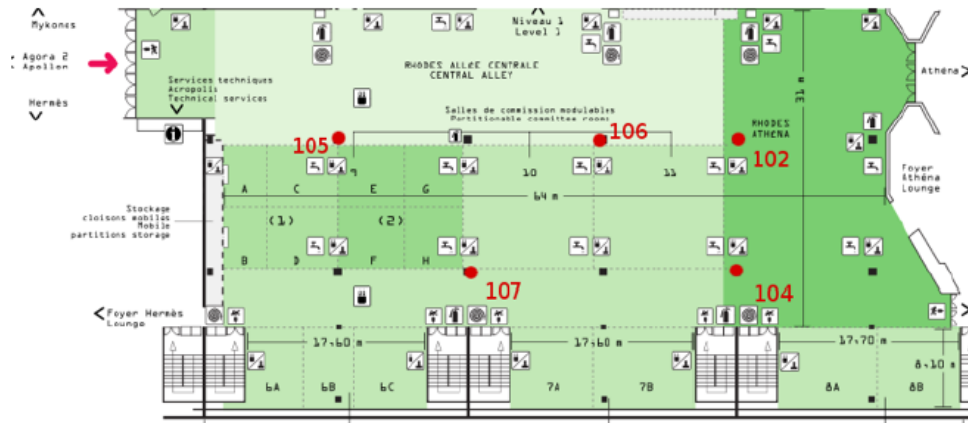 Mykonos
Agora 2
Apollon
Hermès
Niveau 1
Level 1
RHODES ALLEE CENTRALE
CENTRAL ALLEY
Services techniques
Acropolis
Technical services
Salles de commission modulables
Partitionable committee rooms
31 m
Athéna
RHODES
ATHENA
105
106
102
9
10
11
A
C
E
G
64 m
(1)
(2)
B
D
F
H
Foyer
Athéna
Lounge
Stockage
cloisons mobiles
Mobile
partitions storage
107
104
Foyer Hermès
Lounge
17,60 m
17,60 m
17,70 m
8,10 m
6A
6B
6C
7A
7B
8A
8B